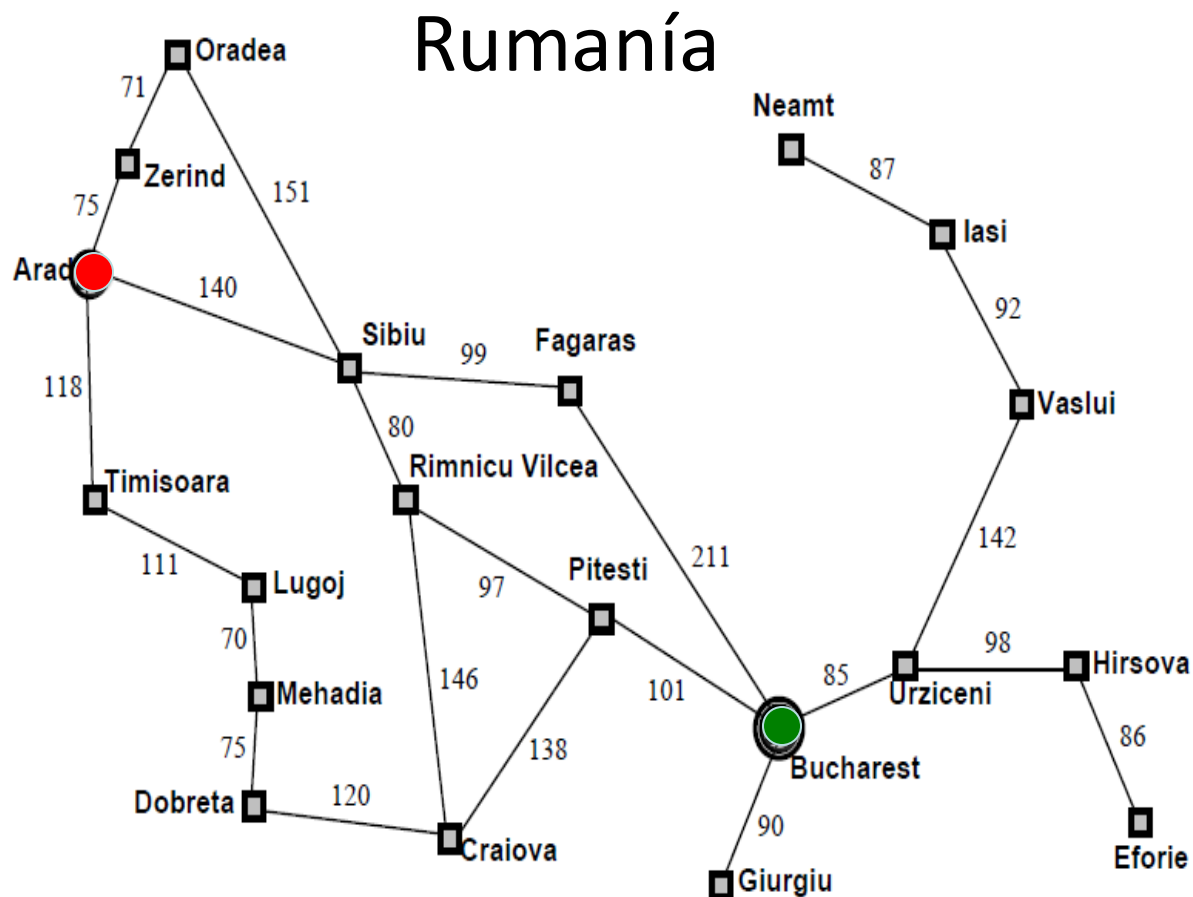 Rumanía
Oradea
71
Neamt
Zerind
87
151
75
Iasi
Arad
140
92
Sibiu
Fagaras
99
118
Vaslui
80
Rimnicu Vilcea
Timisoara
142
111
211
Pitesti
Lugoj
97
70
98
Hirsova
146
85
Mehadia
101
Urziceni
75
138
86
Bucharest
Dobreta
120
90
Craiova
Eforie
Giurgiu